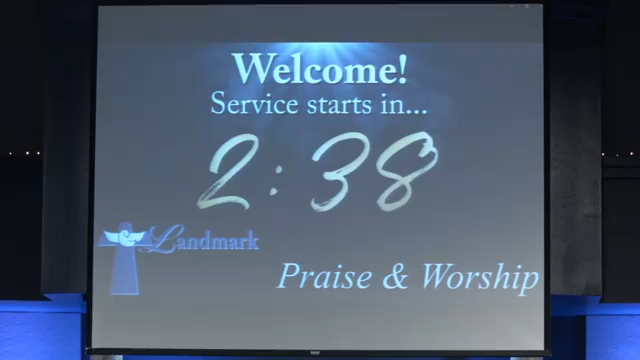 Welcome!
Service starts in...
2:38
Landmark
Praise & Worship